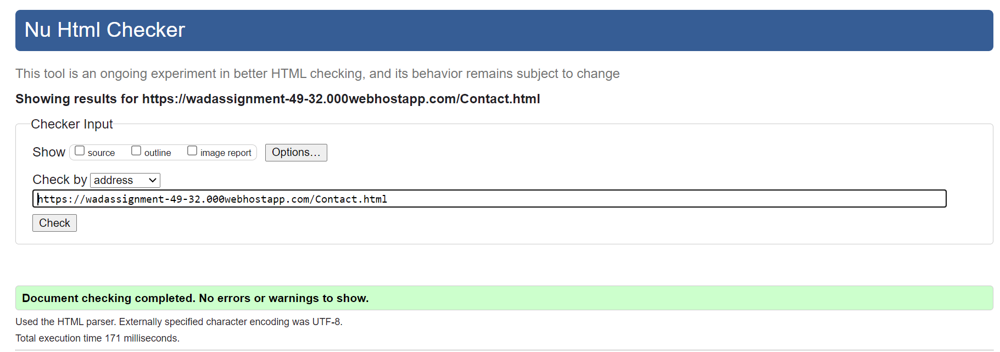 Nu Html Checker
This tool is an ongoing experiment in better HTML checking, and its behavior remains subject to change
Showing results for https://wadassignment-49-32.000webhostapp.com/Contact.html
Checker Input
Show source outline image report Options...
Check by address
https://wadassignment-49-32.000webhostapp.com/Contact.html
Check
Document checking completed. No errors or warnings to show.
Used the HTML parser. Externally specified character encoding was UTF-8.
Total execution time 171 milliseconds.